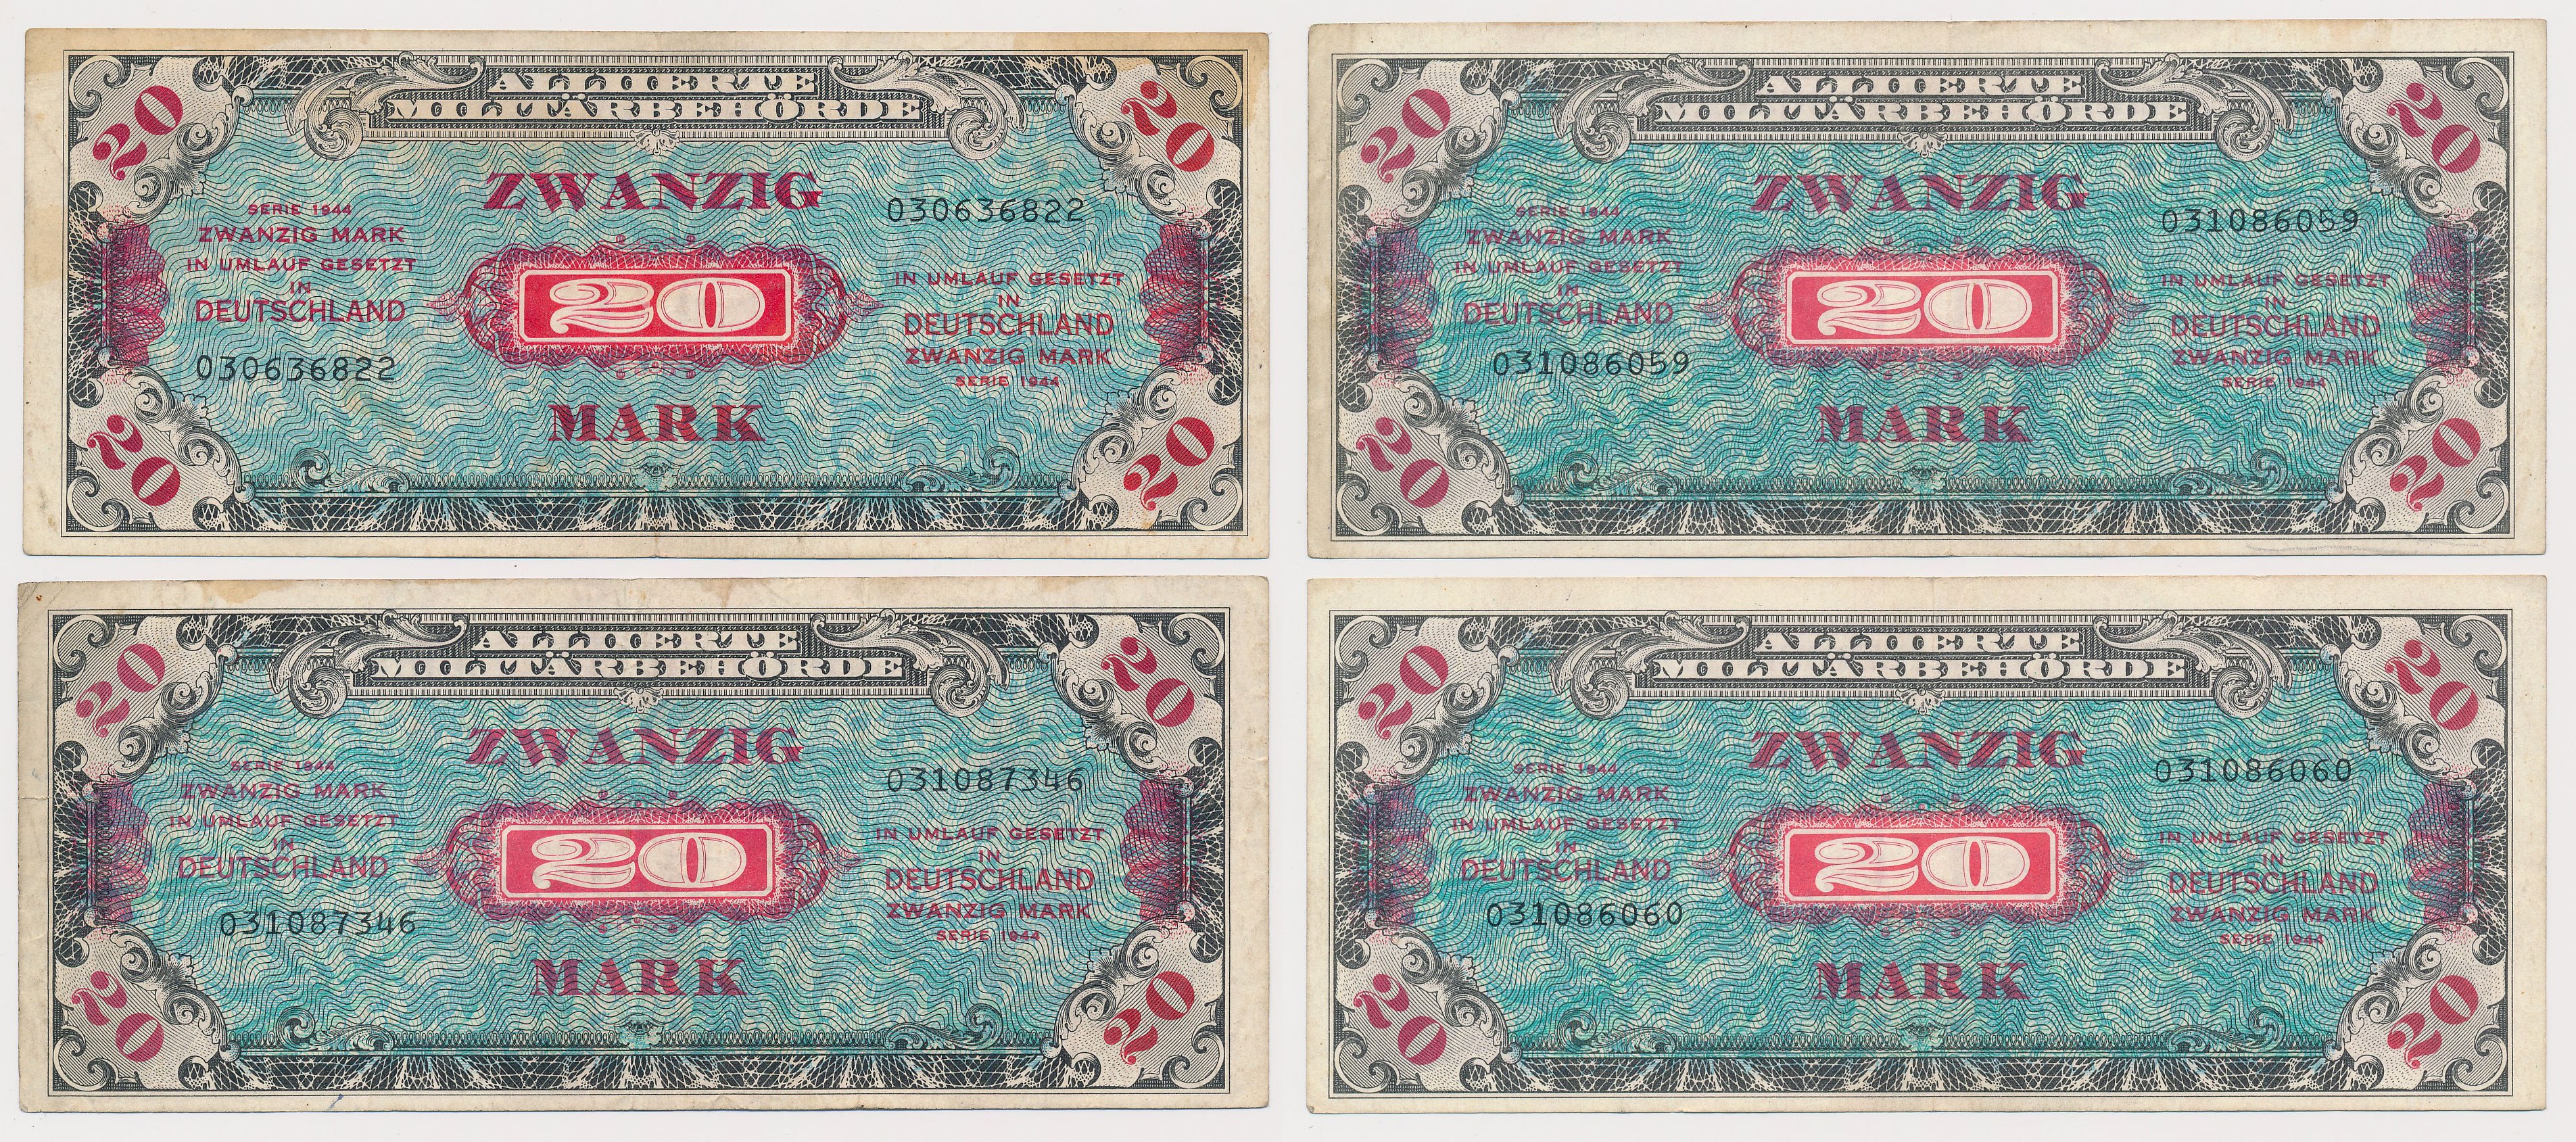 20
ALLIIERTE
MILITÄRBEHÖRDE
20
ZWANZIG
SERIE 1944
ZWANZIG MARK
IN UMLAUF GESETZT
IN
DEUTSCHLAND
030636822
20
030636822
IN UMLAUF GESETZT
IN
DEUTSCHLAND
ZWANZIG MARK
SERIE 1944
MARK
20
20
20
ALLIIERTE
MILITÄRBEHÖRDE
20
ZWANZIG
SERIE 1944
ZWANZIG MARK
IN UMLAUF GESETZT
IN
DEUTSCHLAND
031086059
20
031086059
IN UMLAUF GESETZT
IN
DEUTSCHLAND
ZWANZIG MARK
SERIE 1944
MARK
20
20
20
ALLIIERTE
MILITÄRBEHÖRDE
20
ZWANZIG
SERIE 1944
ZWANZIG MARK
IN UMLAUF GESETZT
IN
DEUTSCHLAND
031087346
20
031087346
IN UMLAUF GESETZT
IN
DEUTSCHLAND
ZWANZIG MARK
SERIE 1944
MARK
20
20
20
ALLIIERTE
MILITÄRBEHÖRDE
20
ZWANZIG
SERIE 1944
ZWANZIG MARK
IN UMLAUF GESETZT
IN
DEUTSCHLAND
031086060
20
031086060
IN UMLAUF GESETZT
IN
DEUTSCHLAND
ZWANZIG MARK
SERIE 1944
MARK
20
20